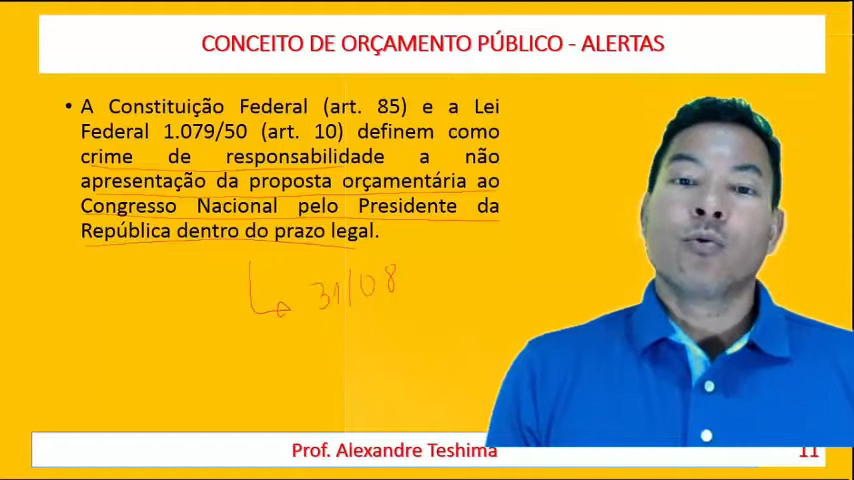 CONCEITO DE ORÇAMENTO PÚBLICO - ALERTAS
• A Constituição Federal (art. 85) e a Lei
Federal 1.079/50 (art. 10) definem como
crime de responsabilidade a não
apresentação da proposta orçamentária ao
Congresso Nacional pelo Presidente da
República dentro do prazo legal.
31/08
Prof. Alexandre Teshima
11